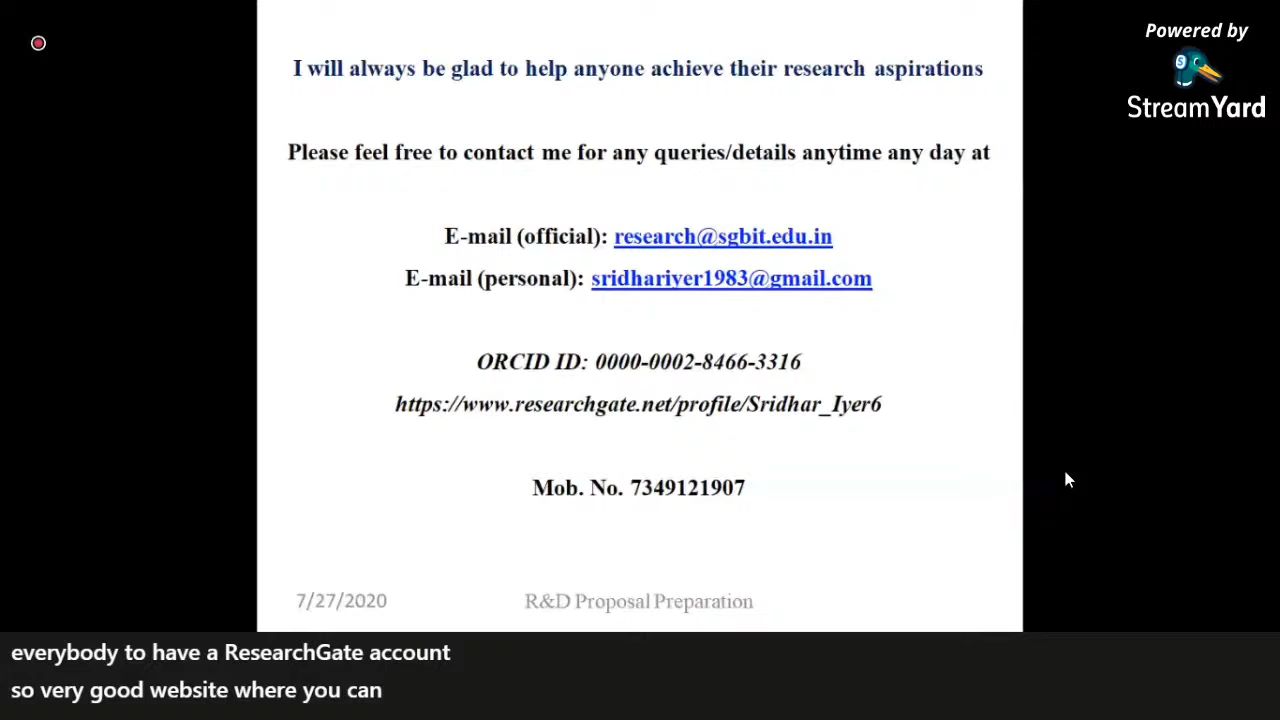 Powered by
StreamYard
I will always be glad to help anyone achieve their research aspirations
Please feel free to contact me for any queries/details anytime any day at
E-mail (official): research@sgbit.edu.in
E-mail (personal): sridhariyer1983@gmail.com
ORCID ID: 0000-0002-8466-3316
https://www.researchgate.net/profile/Sridhar_Iyer6
Mob. No. 7349121907
7/27/2020 R&D Proposal Preparation
everybody to have a ResearchGate account
so very good website where you can